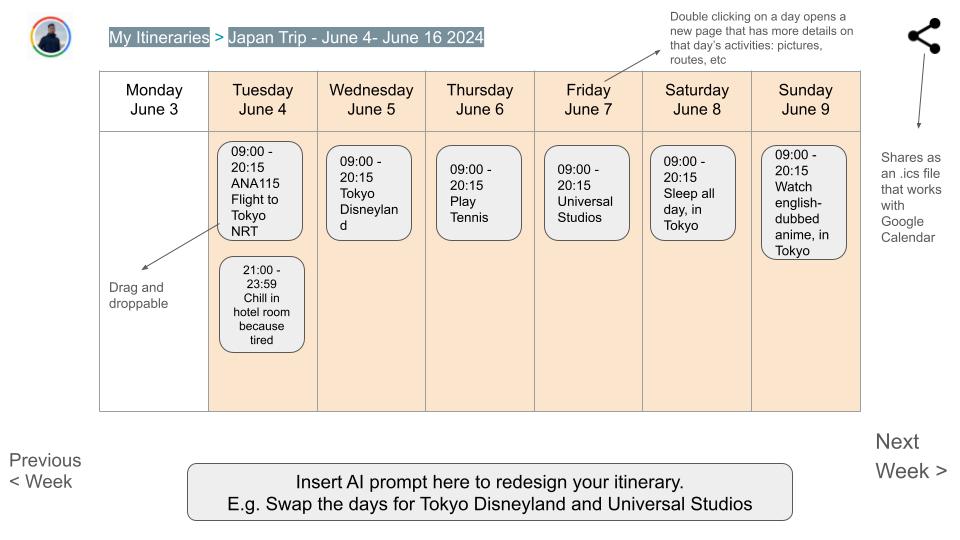 Double clicking on a day opens a
new page that has more details on
that day's activities: pictures,
routes, etc
My Itineraries > Japan Trip - June 4- June 16 2024
Monday
June 3
Tuesday
June 4
Wednesday
June 5
Thursday
June 6
Friday
June 7
Saturday
June 8
Sunday
June 9
09:00 -
20:15
ANA115
Flight to
Tokyo
NRT
09:00 -
20:15
Tokyo
Disneylan
d
09:00 -
20:15
Play
Tennis
09:00 -
20:15
Universal
Studios
09:00 -
20:15
Sleep all
day, in
Tokyo
09:00 -
20:15
Watch
english-
dubbed
anime, in
Tokyo
Shares as
an .ics file
that works
with
Google
Calendar
21:00 -
23:59
Chill in
hotel room
because
tired
Drag and
droppable
Previous
< Week
Next
Week >
Insert AI prompt here to redesign your itinerary.
E.g. Swap the days for Tokyo Disneyland and Universal Studios